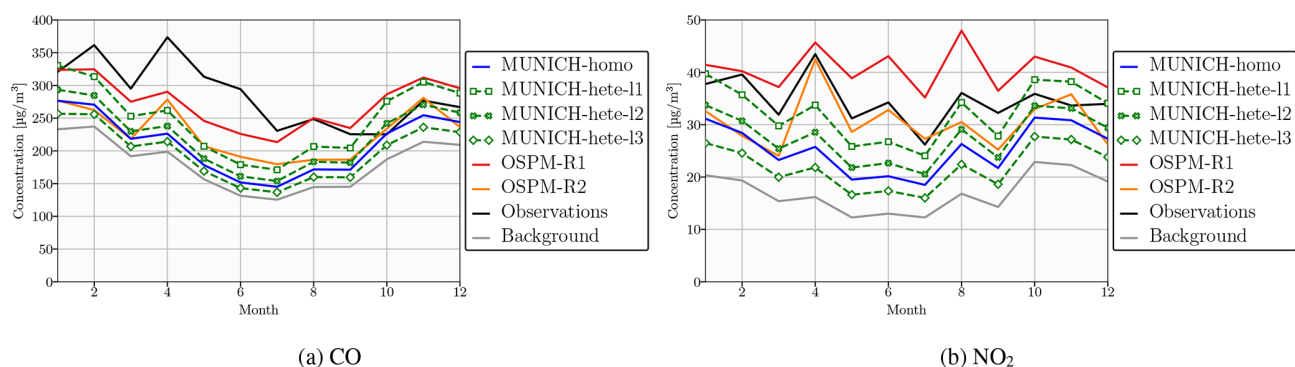 Concentration [µg/m³]
400
350
300
250
200
150
100
50
0
2
4
6
8
10
12
Month
MUNICH-homo
MUNICH-hete-l1
MUNICH-hete-l2
MUNICH-hete-l3
OSPM-R1
OSPM-R2
Observations
Background
(a) CO
Concentration [µg/m³]
50
40
30
20
10
0
2
4
6
8
10
12
Month
MUNICH-homo
MUNICH-hete-l1
MUNICH-hete-l2
MUNICH-hete-l3
OSPM-R1
OSPM-R2
Observations
Background
(b) NO₂